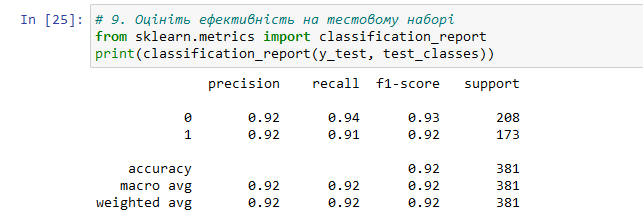 In [25]: # 9. Оцініть ефективність на тестовому наборі
from sklearn.metrics import classification_report
print(classification_report(y_test, test_classes))
precision recall f1-score support
0 0.92 0.94 0.93 208
1 0.92 0.91 0.92 173
accuracy 0.92 381
macro avg 0.92 0.92 0.92 381
weighted avg 0.92 0.92 0.92 381